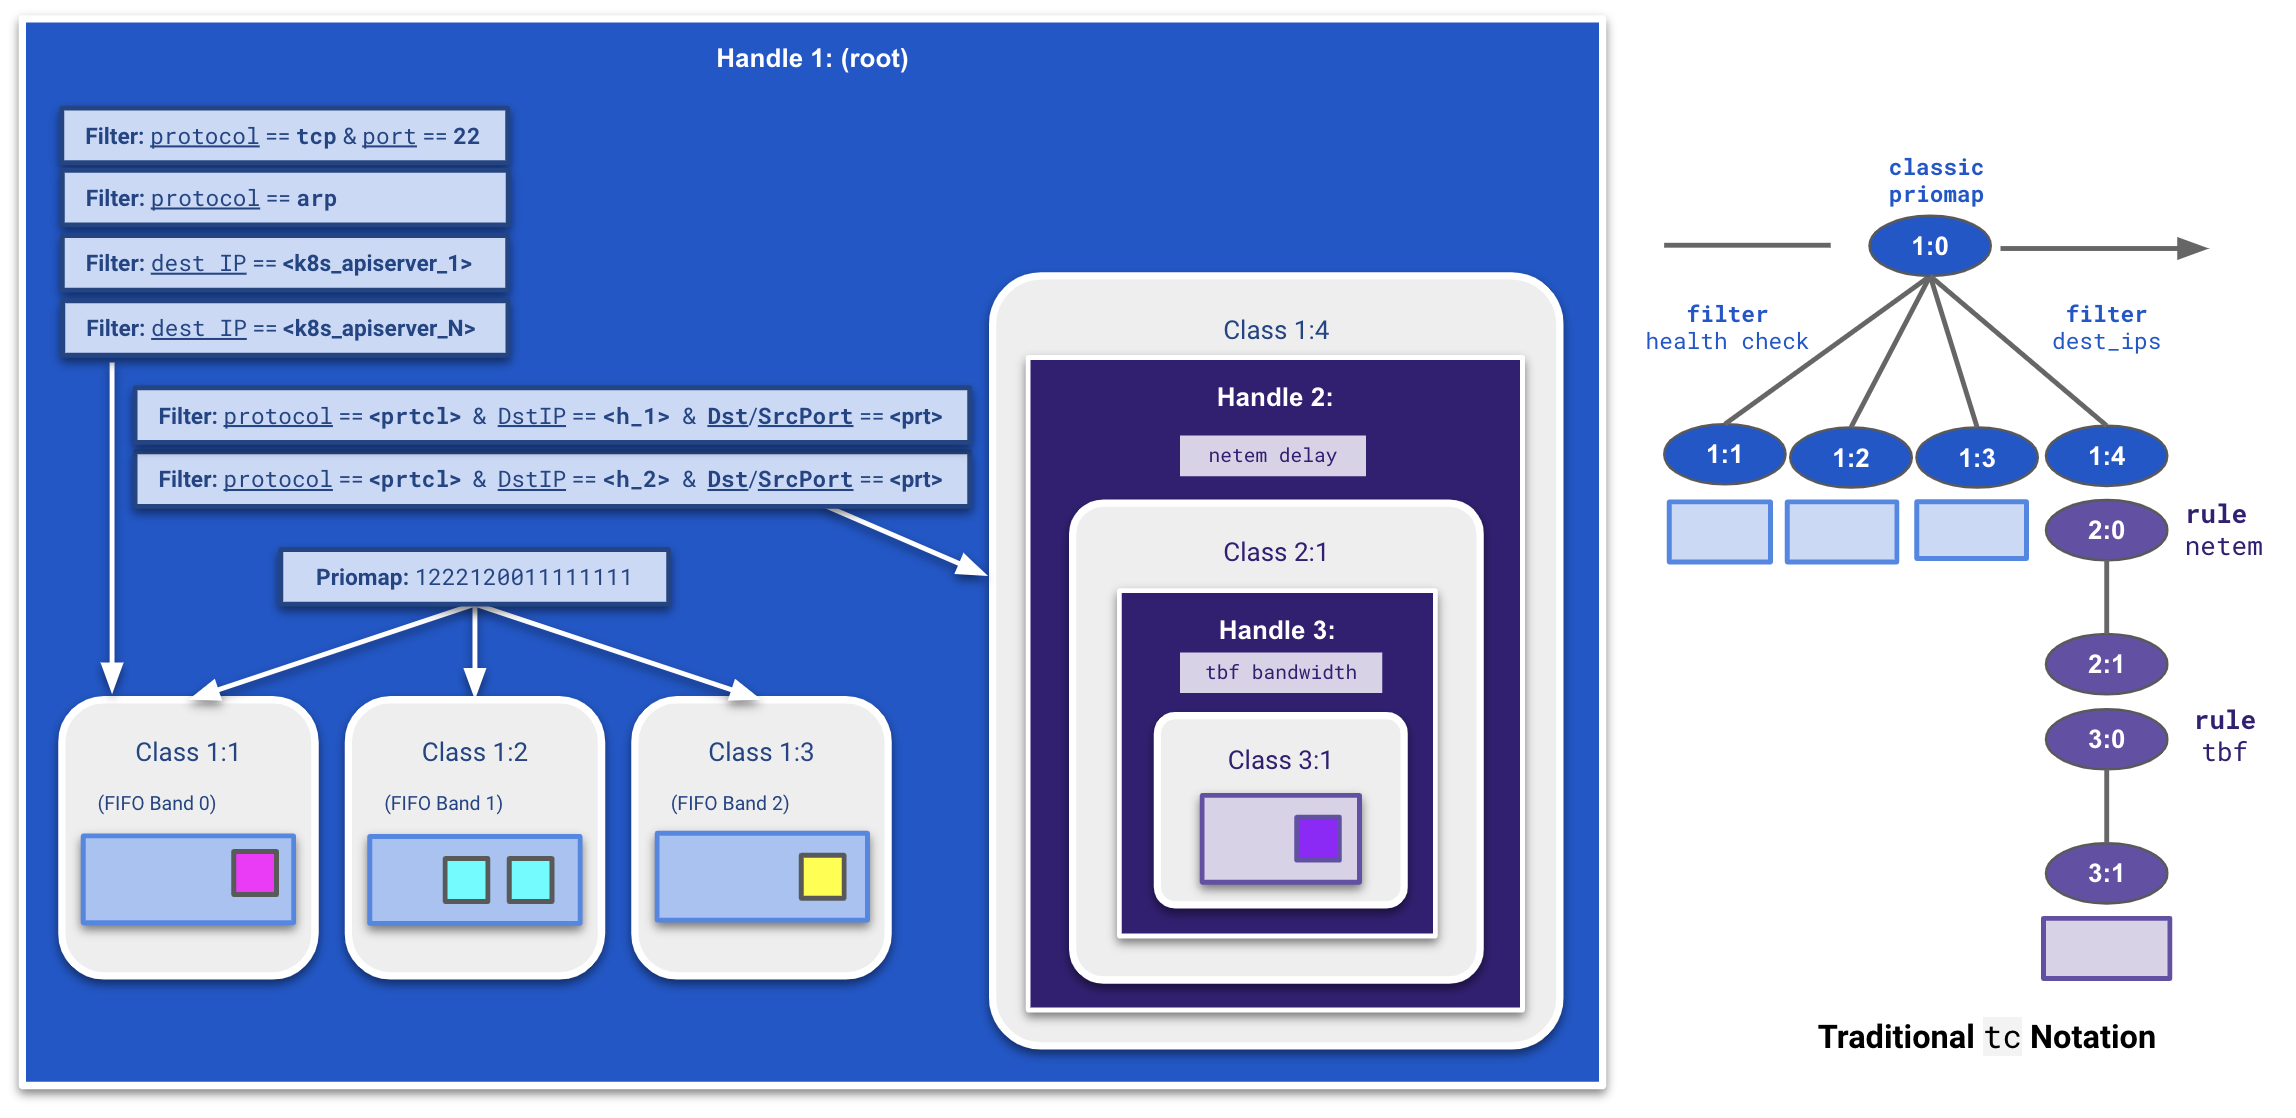 Handle 1: (root)
Filter: protocol == tcp & port == 22
Filter: protocol == arp
Filter: dest IP == <k8s_apiserver_1>
Filter: dest IP == <k8s_apiserver_N>
Filter: protocol == <prtcl> & DstIP == <h_1> & Dst/SrcPort == <prt>
Filter: protocol == <prtcl> & DstIP == <h_2> & Dst/SrcPort == <prt>
Priomap: 1222120011111111
Class 1:1
(FIFO Band 0)
Class 1:2
(FIFO Band 1)
Class 1:3
(FIFO Band 2)
Class 1:4
Handle 2:
netem delay
Class 2:1
Handle 3:
tbf bandwidth
Class 3:1
classic
priomap
1:0
filter
health check
filter
dest_ips
1:1
1:2
1:3
1:4
2:0
rule
netem
2:1
3:0
rule
tbf
3:1
Traditional tc Notation